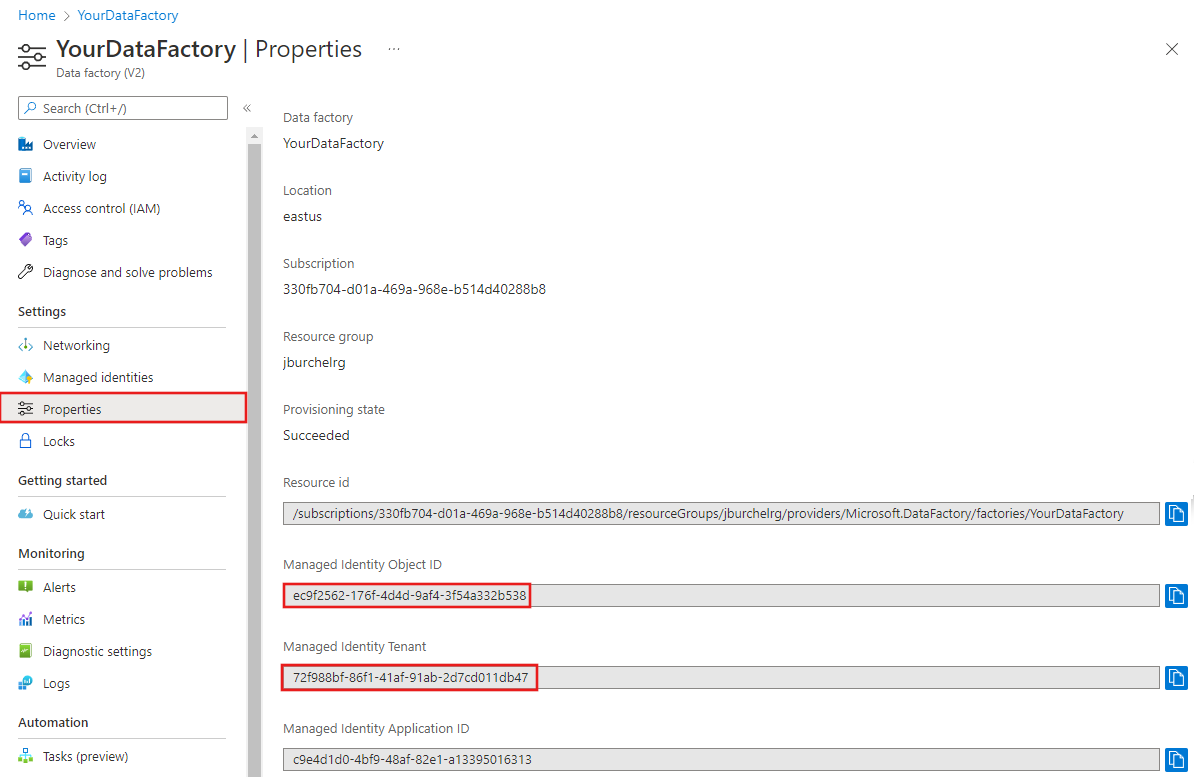 Home > YourDataFactory
YourDataFactory | Properties ...
Data factory (V2)
Search (Ctrl+/)
«
Overview
Activity log
Access control (IAM)
Tags
Diagnose and solve problems
Settings
Networking
Managed identities
Properties
Locks
Getting started
Quick start
Monitoring
Alerts
Metrics
Diagnostic settings
Logs
Automation
Tasks (preview)
Data factory
YourDataFactory
Location
eastus
Subscription
330fb704-d01a-469a-968e-b514d40288b8
Resource group
jburchelrg
Provisioning state
Succeeded
Resource id
/subscriptions/330fb704-d01a-469a-968e-b514d40288b8/resourceGroups/jburchelrg/providers/Microsoft.DataFactory/factories/YourDataFactory
Managed Identity Object ID
ec9f2562-176f-4d4d-9af4-3f54a332b538
Managed Identity Tenant
72f988bf-86f1-41af-91ab-2d7cd011db47
Managed Identity Application ID
c9e4d1d0-4bf9-48af-82e1-a13395016313